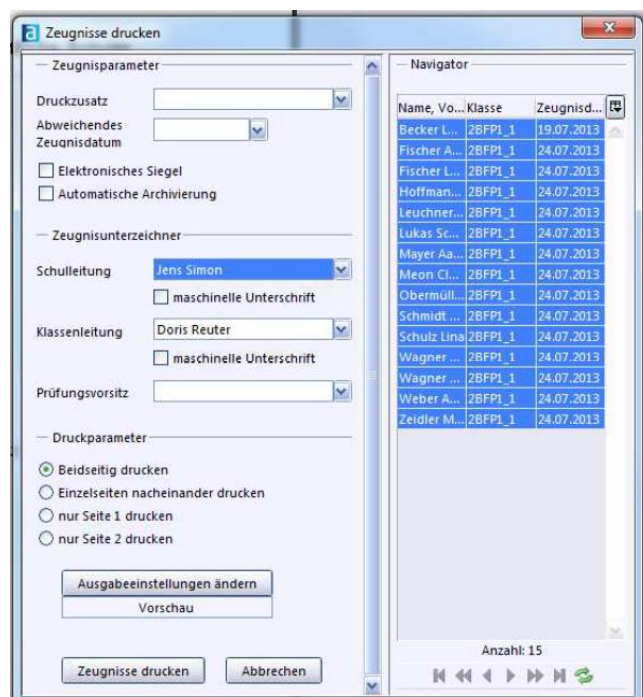 Zeugnisse drucken
Zeugnisparameter
Druckzusatz
Abweichendes
Zeugnisdatum
Elektronisches Siegel
Automatische Archivierung
Zeugnisunterzeichner
Schulleitung Jens Simon
maschinelle Unterschrift
Klassenleitung Doris Reuter
maschinelle Unterschrift
Prüfungsvorsitz
Druckparameter
Beidseitig drucken
Einzelseiten nacheinander drucken
nur Seite 1 drucken
nur Seite 2 drucken
Ausgabeeinstellungen ändern
Vorschau
Zeugnisse drucken Abbrechen
Navigator
Name, Vo... Klasse Zeugnisd...
Becker L... 2BFP1_1 19.07.2013
Fischer A... 2BFP1_1 24.07.2013
Fischer L... 2BFP1_1 24.07.2013
Hoffman... 2BFP1_1 24.07.2013
Leuchner... 2BFP1_1 24.07.2013
Lukas Sc... 2BFP1_1 24.07.2013
Mayer Aa... 2BFP1_1 24.07.2013
Meon Cl... 2BFP1_1 24.07.2013
Obermüll... 2BFP1_1 24.07.2013
Schmidt ... 2BFP1_1 24.07.2013
Schulz Lina 2BFP1_1 24.07.2013
Wagner ... 2BFP1_1 24.07.2013
Wagner ... 2BFP1_1 24.07.2013
Weber A... 2BFP1_1 24.07.2013
Zeidler M... 2BFP1_1 24.07.2013
Anzahl: 15